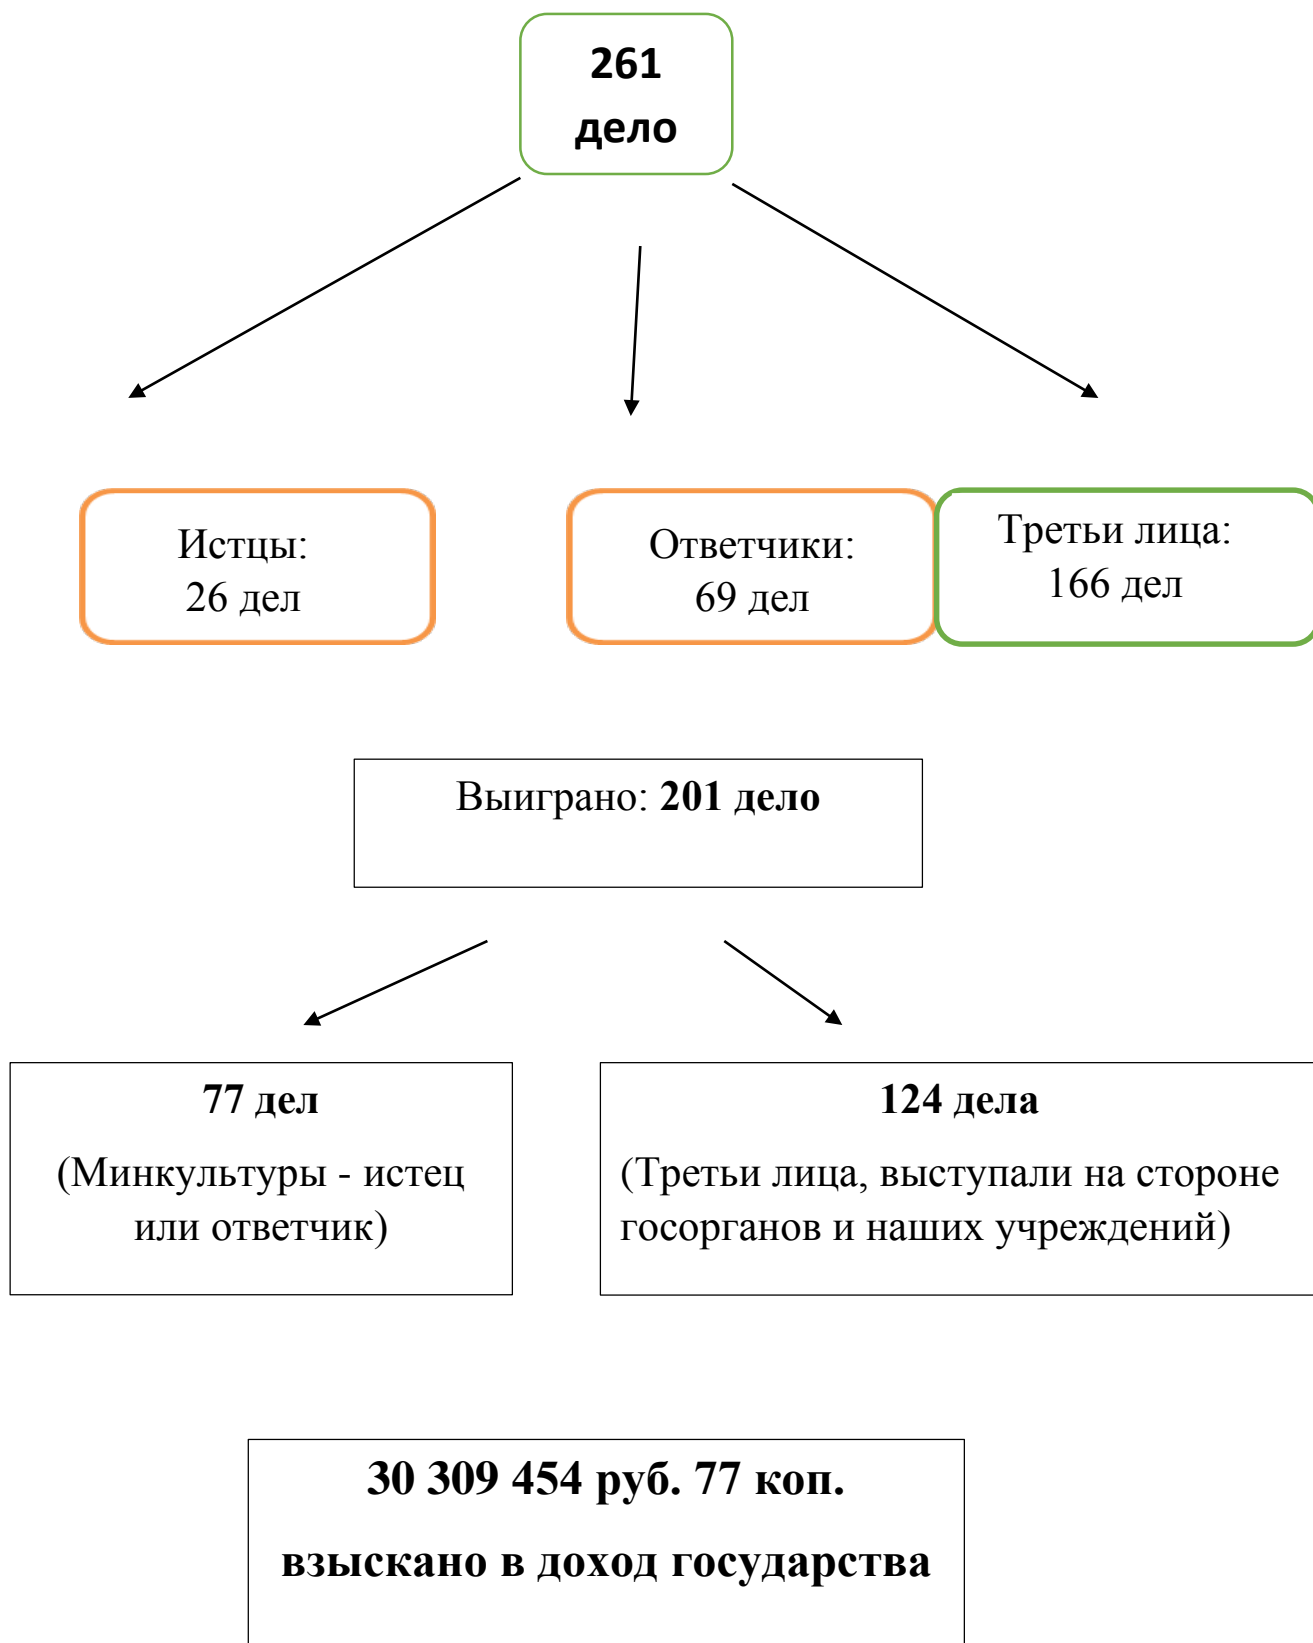 261
дело
Истцы:
26 дел
Ответчики:
69 дел
Третьи лица:
166 дел
Выиграно: 201 дело
77 дел
(Минкультуры - истец
или ответчик)
124 дела
(Третьи лица, выступали на стороне
госорганов и наших учреждений)
30 309 454 руб. 77 коп.
взыскано в доход государства